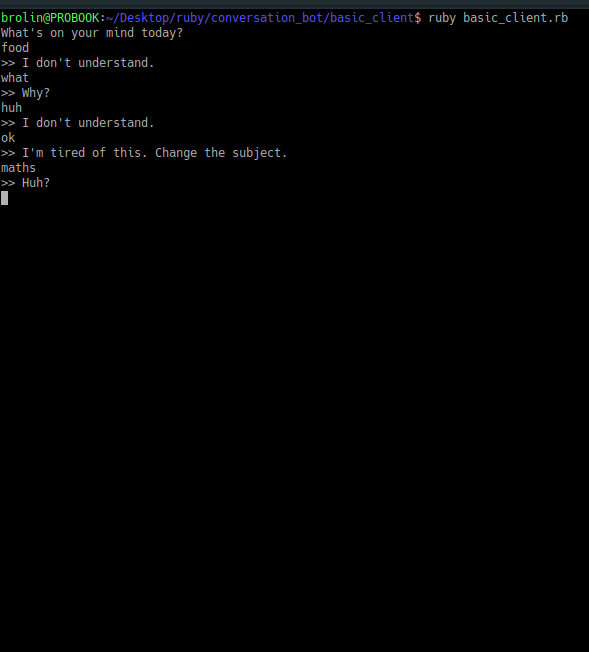 brolin@PROBOOK:~/Desktop/ruby/conversation_bot/basic_client$ ruby basic_client.rb
What's on your mind today?
food
>> I don't understand.
what
>> Why?
huh
>> I don't understand.
ok
>> I'm tired of this. Change the subject.
maths
>> Huh?